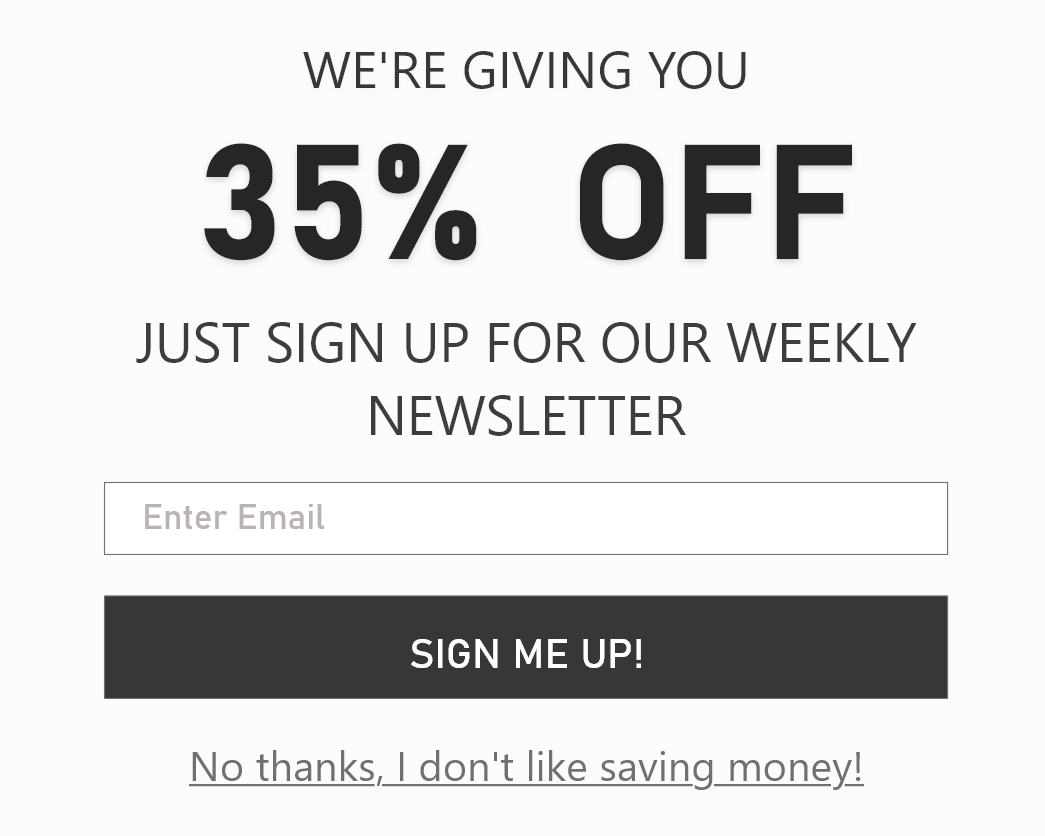 WE'RE GIVING YOU
35% OFF
JUST SIGN UP FOR OUR WEEKLY
NEWSLETTER
Enter Email
SIGN ME UP!
No thanks, I don't like saving money!